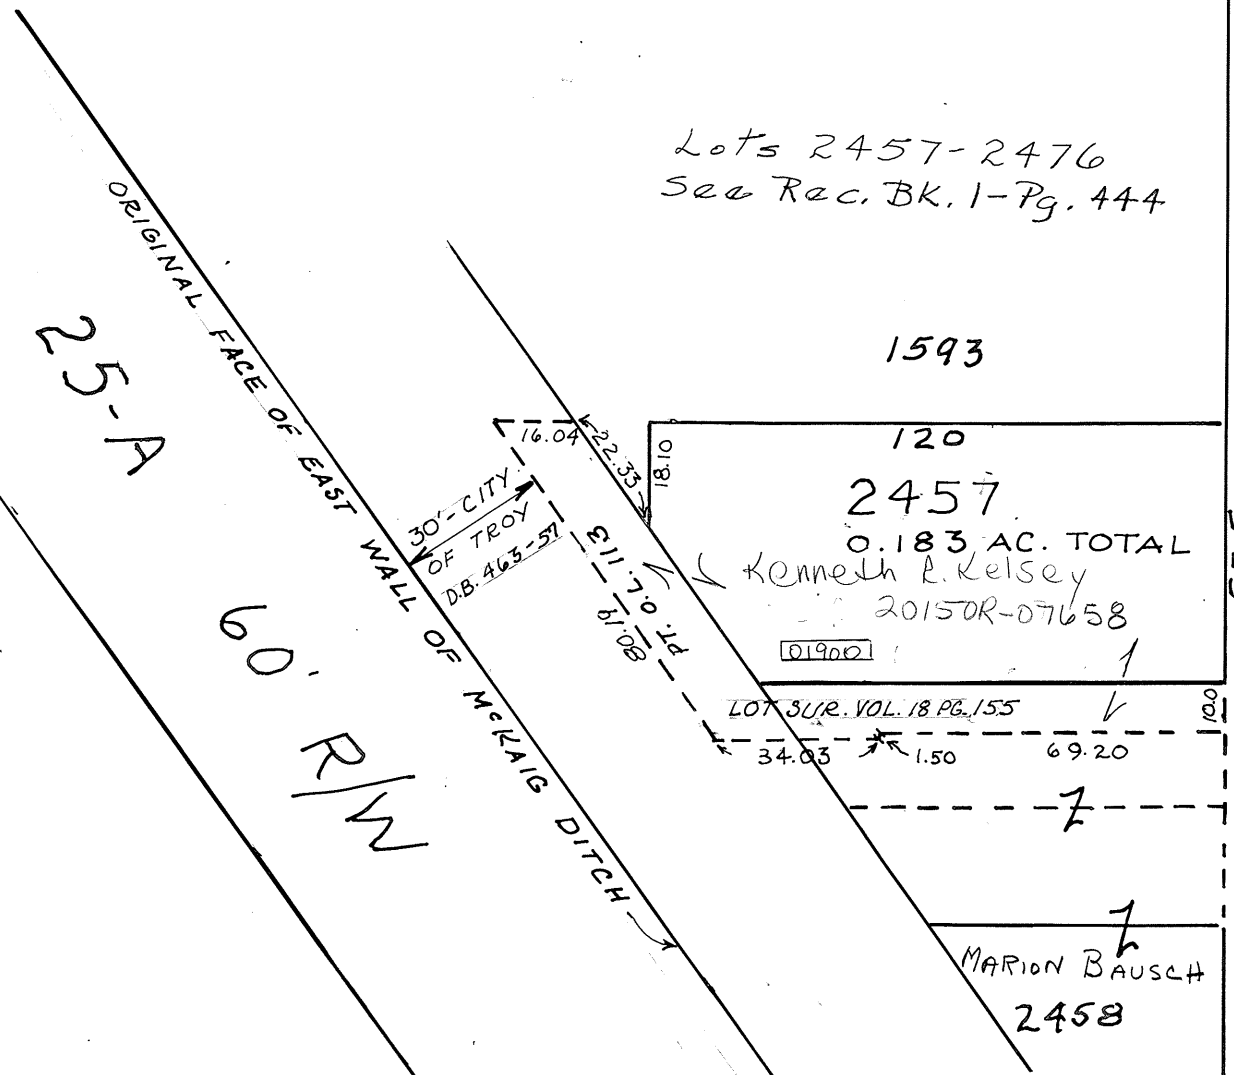 Lots 2457-2476
See Rec. BK. 1-Pg. 444
ORIGINAL FACE OF EAST WALL OF McKAIG DITCH
25-A
60' R/W
1593
16.04
22.33
18.10
120
2457
0.183 AC. TOTAL
Kenneth R. Kelsey
2015OR-07658
01900
30'-CITY
OF TROY
D.B. 463-57
PT. O.L. 113
80.19
LOT SUR. VOL. 18 PG. 155
10.0
34.03
1.50
69.20
MARION BAUSCH
2458